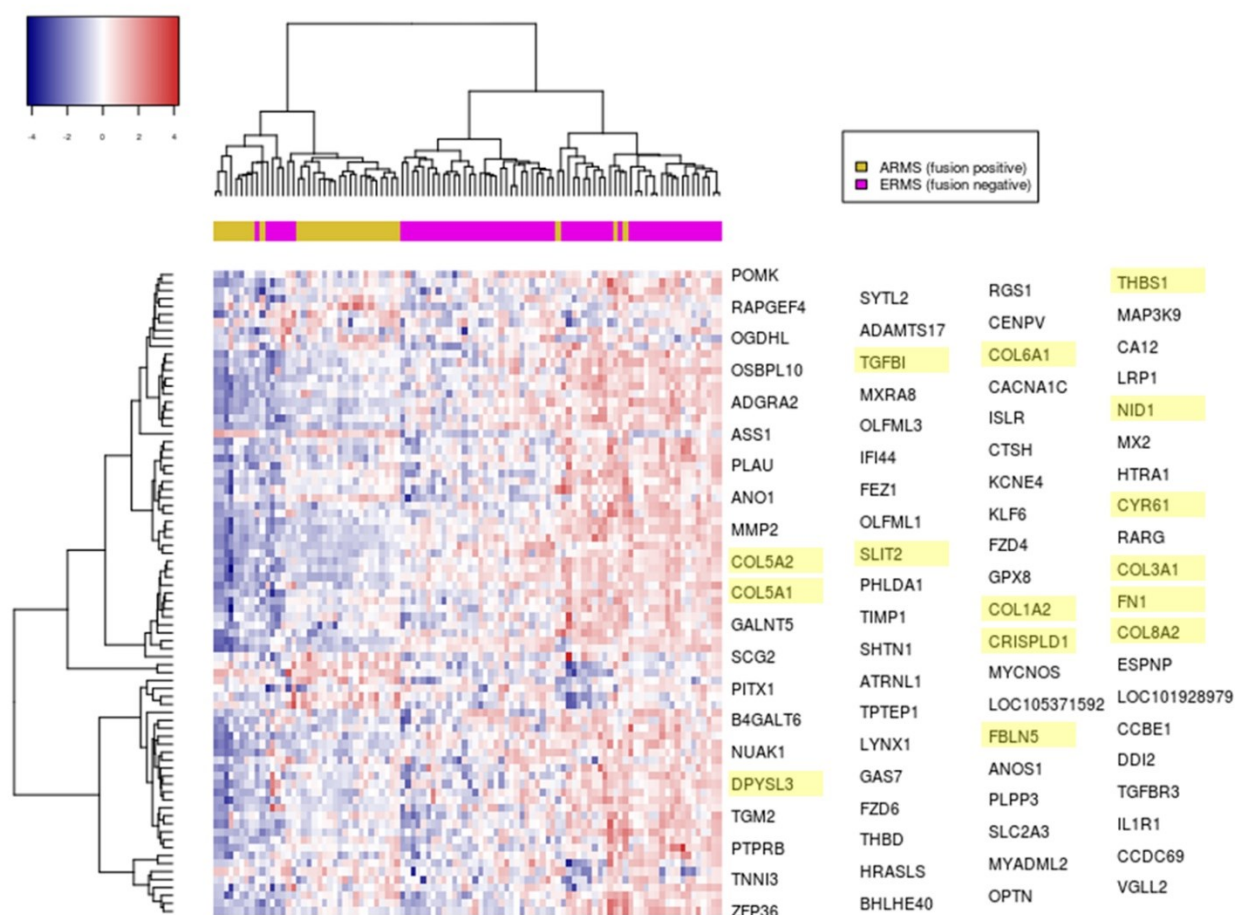 -4 -2 0 2 4
ARMS (fusion positive)
ERMS (fusion negative)
POMK
RAPGEF4
OGDHL
OSBPL10
ADGRA2
ASS1
PLAU
ANO1
MMP2
COL5A2
COL5A1
GALNT5
SCG2
PITX1
B4GALT6
NUAK1
DPYSL3
TGM2
PTPRB
TNNI3
ZFP36
SYTL2
ADAMTS17
TGFBI
MXRA8
OLFML3
IFI44
FEZ1
OLFML1
SLIT2
PHLDA1
TIMP1
SHTN1
ATRNL1
TPTEP1
LYNX1
GAS7
FZD6
THBD
HRASLS
BHLHE40
RGS1
CENPV
COL6A1
CACNA1C
ISLR
CTSH
KCNE4
KLF6
FZD4
GPX8
COL1A2
CRISPLD1
MYCNOS
LOC105371592
FBLN5
ANOS1
PLPP3
SLC2A3
MYADML2
OPTN
THBS1
MAP3K9
CA12
LRP1
NID1
MX2
HTRA1
CYR61
RARG
COL3A1
FN1
COL8A2
ESPNP
LOC101928979
CCBE1
DDI2
TGFBR3
IL1R1
CCDC69
VGLL2